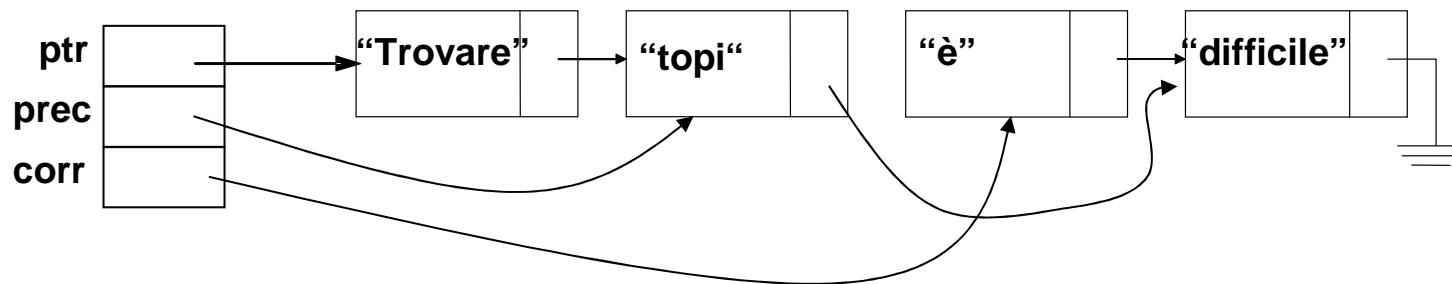 ptr
prec
corr
“Trovare” “topi“ “è” “difficile”